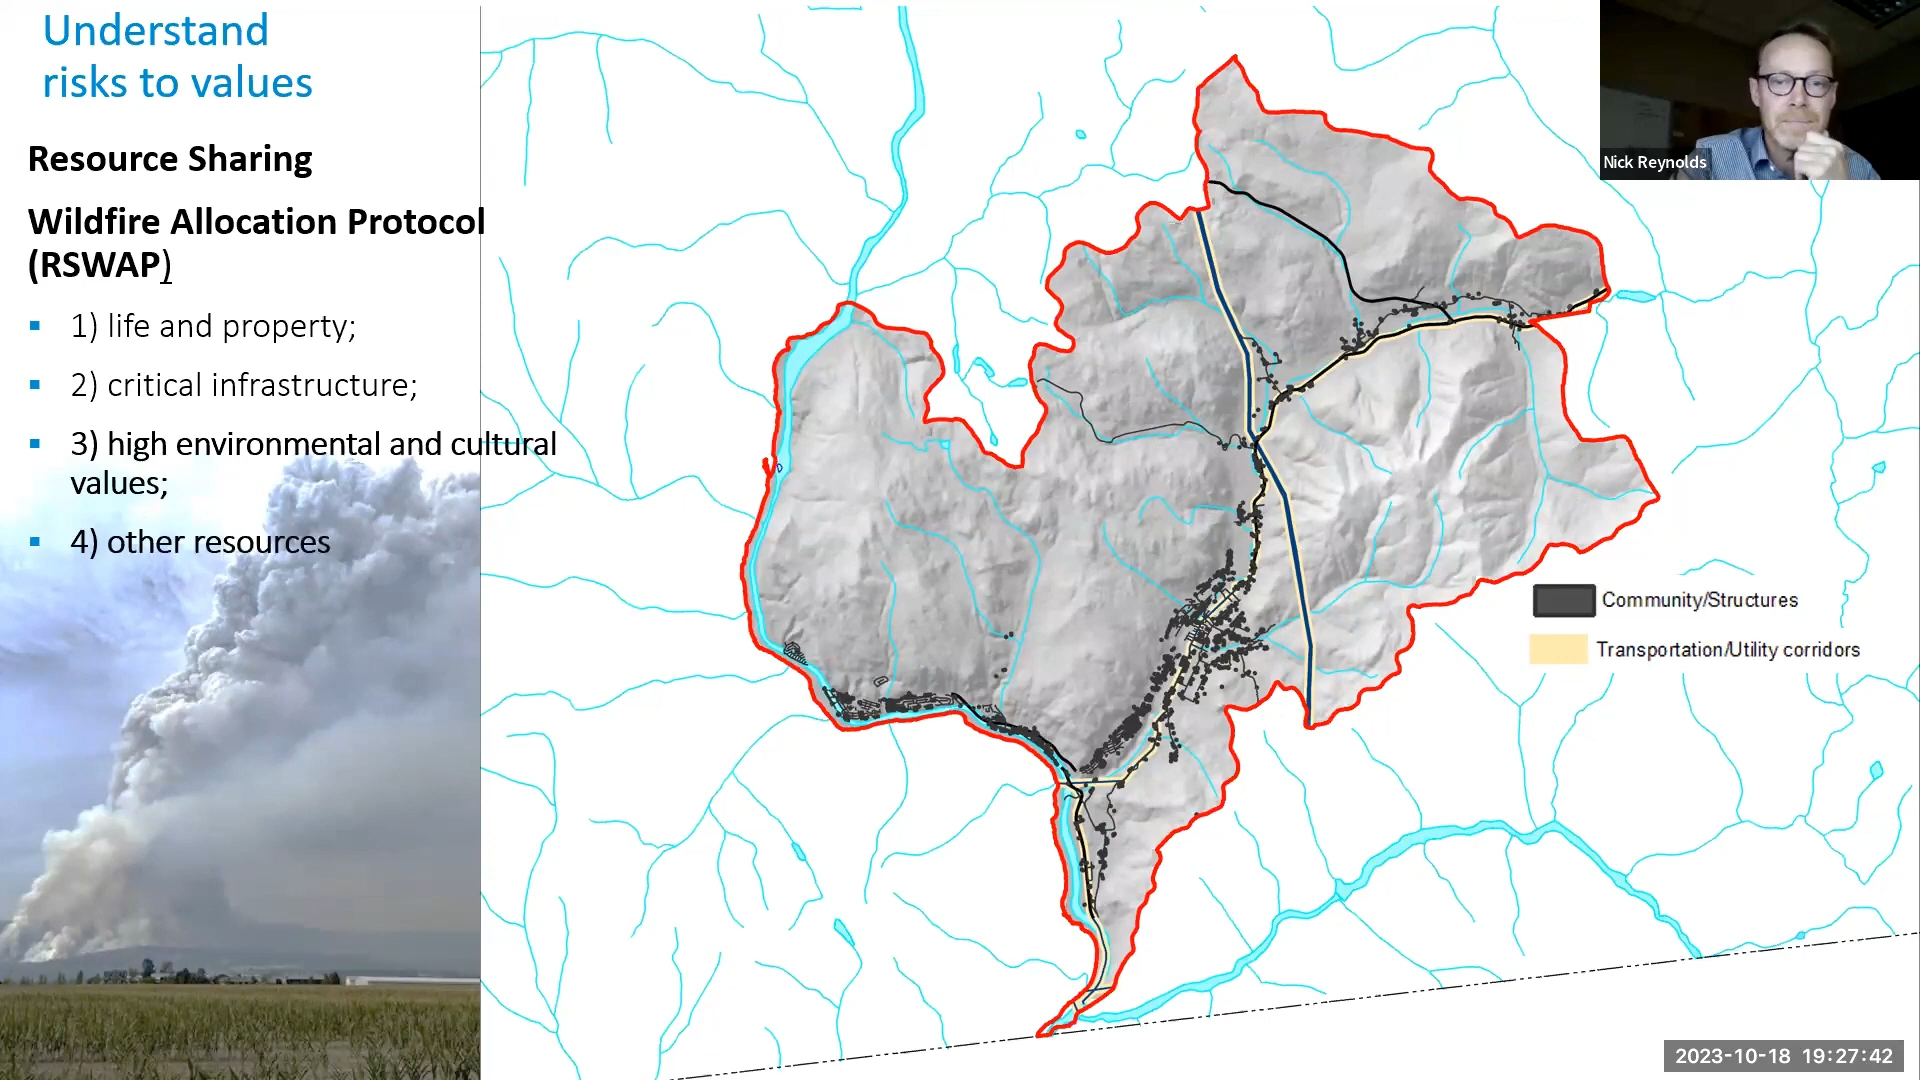 Understand
risks to values
Resource Sharing
Wildfire Allocation Protocol
(RSWAP)
▪ 1) life and property;
▪ 2) critical infrastructure;
▪ 3) high environmental and cultural
values;
▪ 4) other resources
Nick Reynolds
Community/Structures
Transportation/Utility corridors
2023-10-18 19:27:42